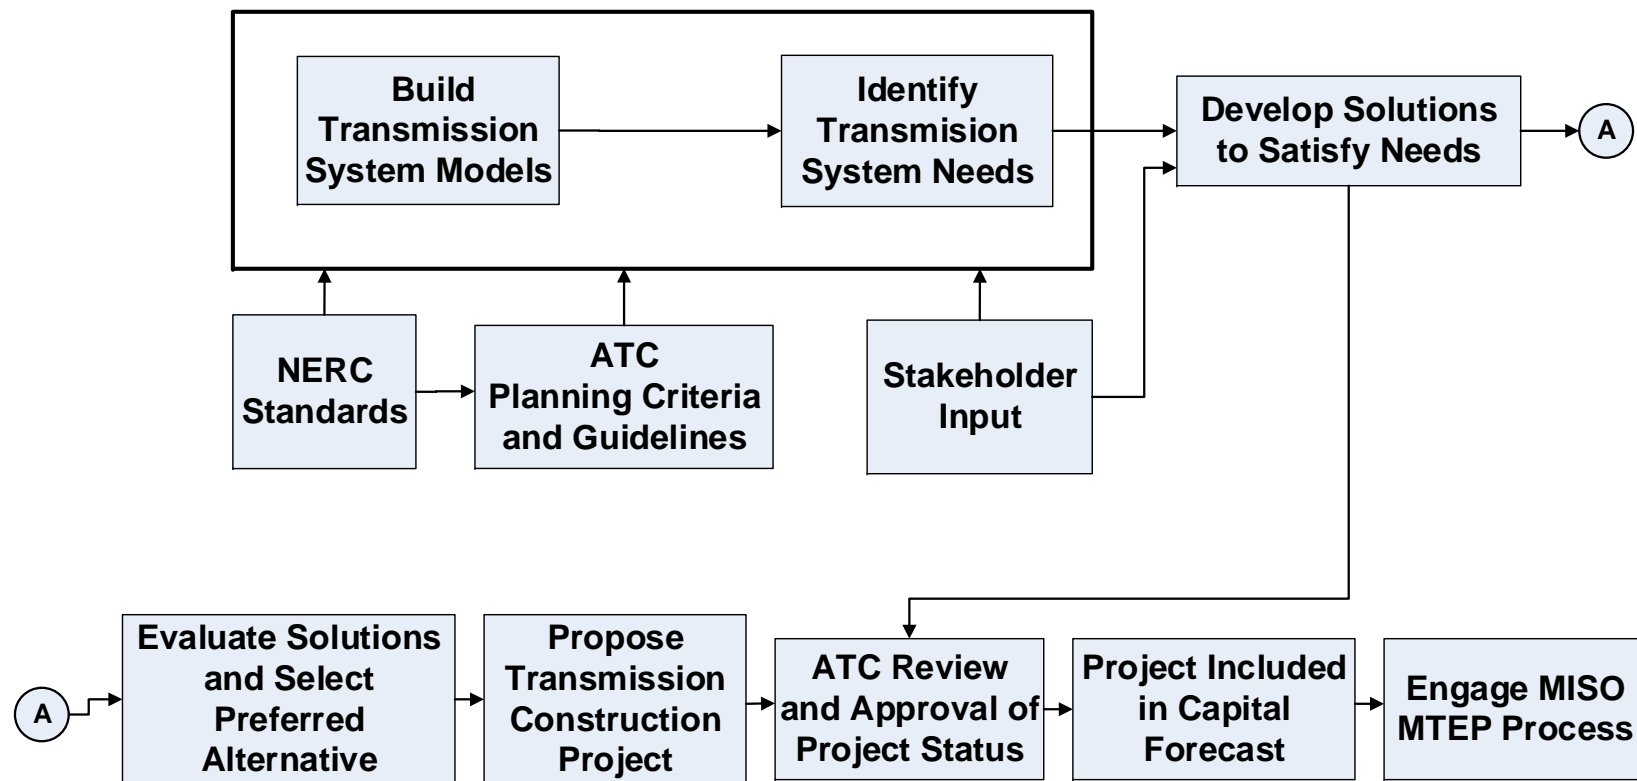 Build
Transmission
System Models
Identify
Transmision
System Needs
Develop Solutions
to Satisfy Needs
A
NERC
Standards
ATC
Planning Criteria
and Guidelines
Stakeholder
Input
A
Evaluate Solutions
and Select
Preferred
Alternative
Propose
Transmission
Construction
Project
ATC Review
and Approval of
Project Status
Project Included
in Capital
Forecast
Engage MISO
MTEP Process